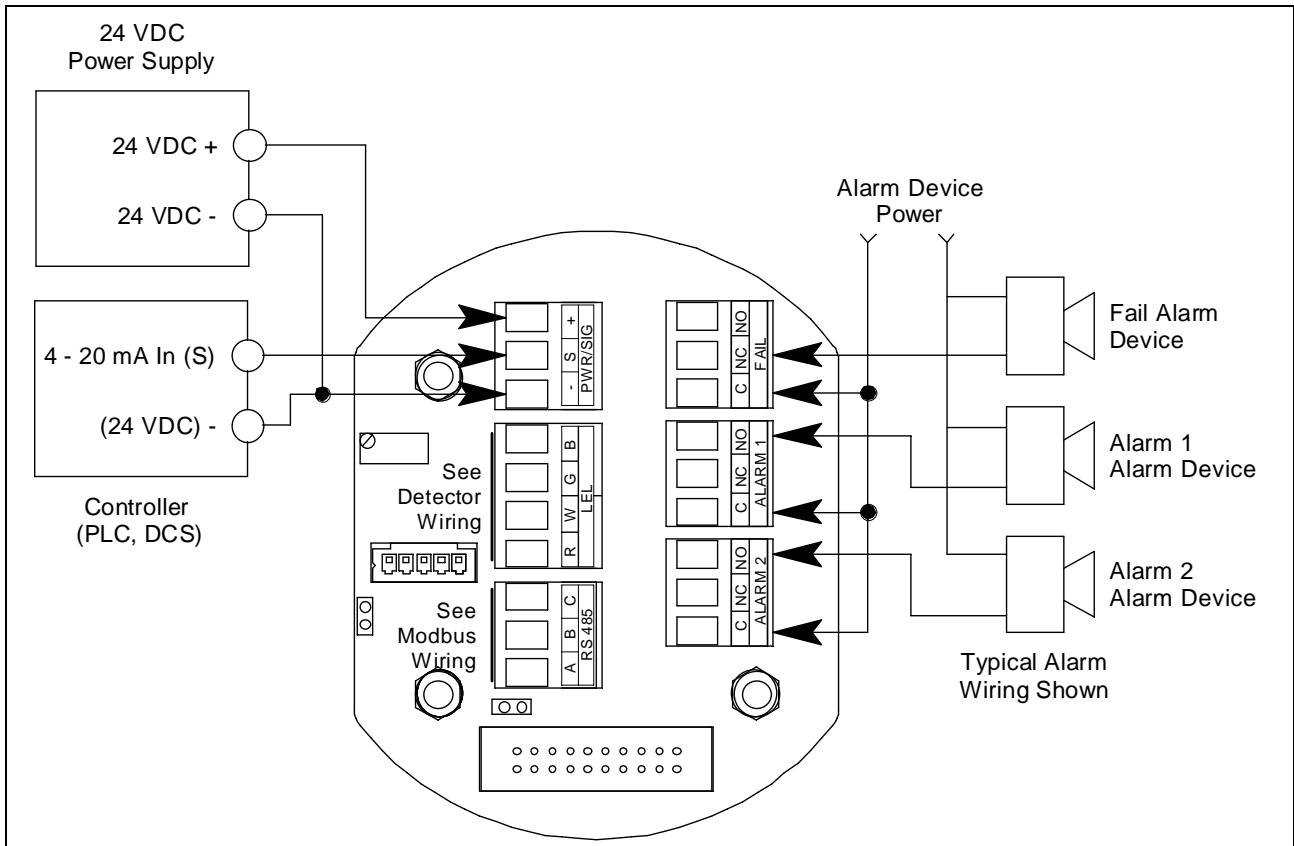 24 VDC
Power Supply
24 VDC +
24 VDC -
4 - 20 mA In (S)
(24 VDC) -
Controller
(PLC, DCS)
+
S
-
PWR/SIG
See
Detector
Wiring
B
G
W
R
LEL
See
Modbus
Wiring
C
B
A
RS 485
NO
NC
C
FAIL
NO
NC
C
ALARM 1
NO
NC
C
ALARM 2
Alarm Device
Power
Fail Alarm
Device
Alarm 1
Alarm Device
Alarm 2
Alarm Device
Typical Alarm
Wiring Shown